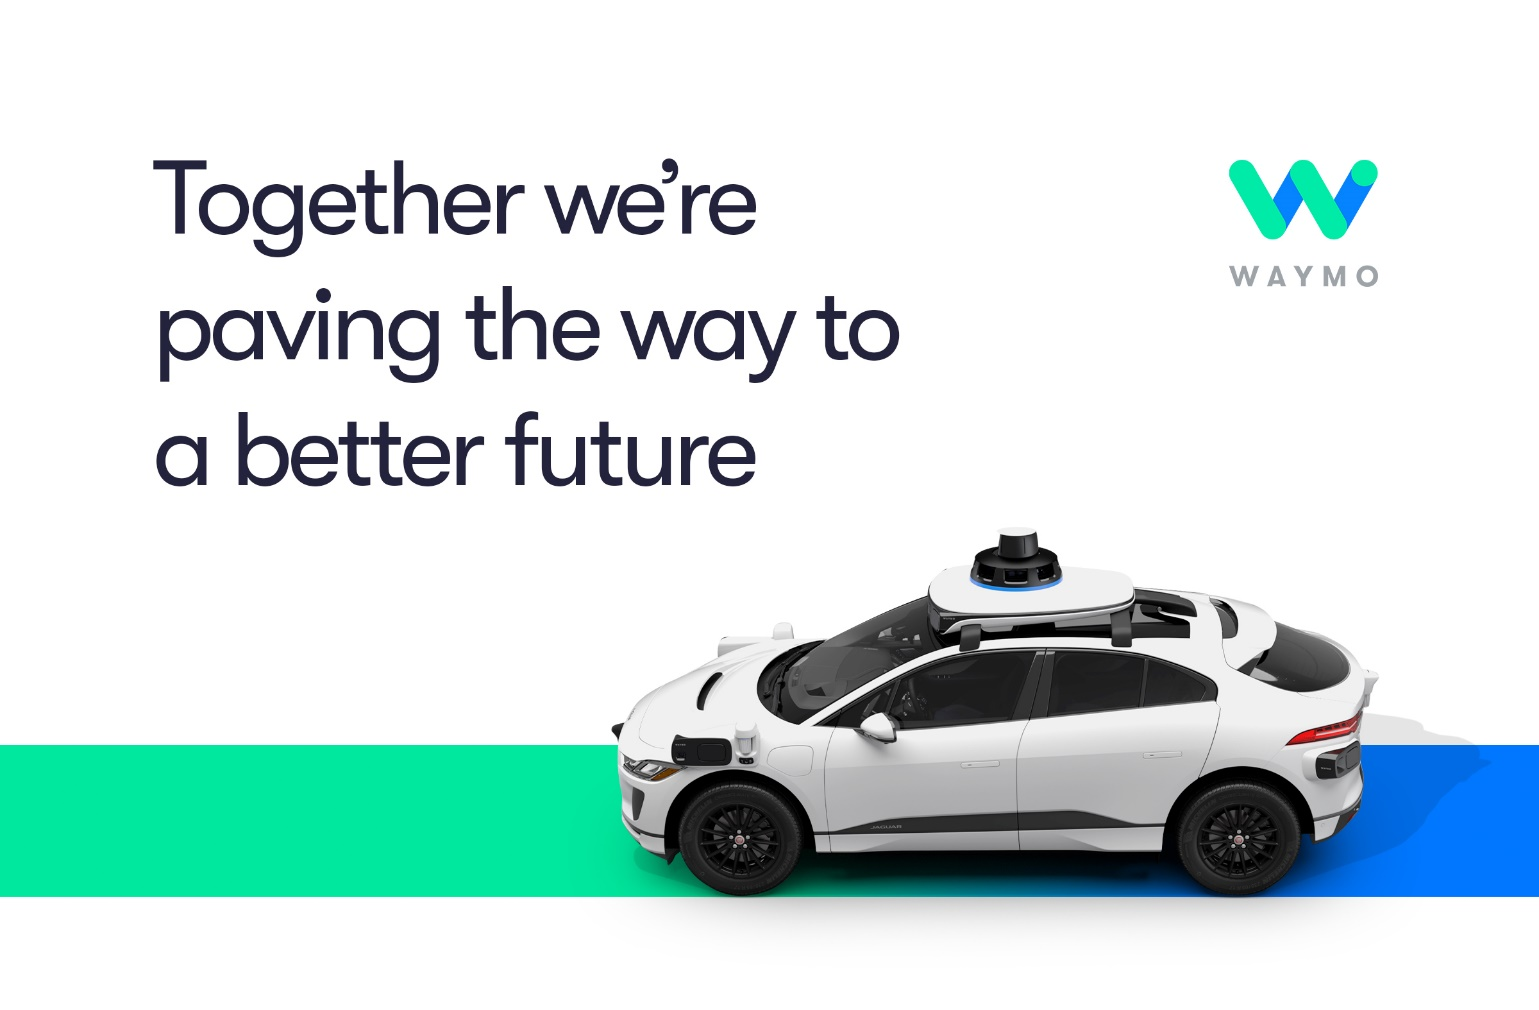 Together we’re
paving the way to
a better future
WAYMO
JAGUAR